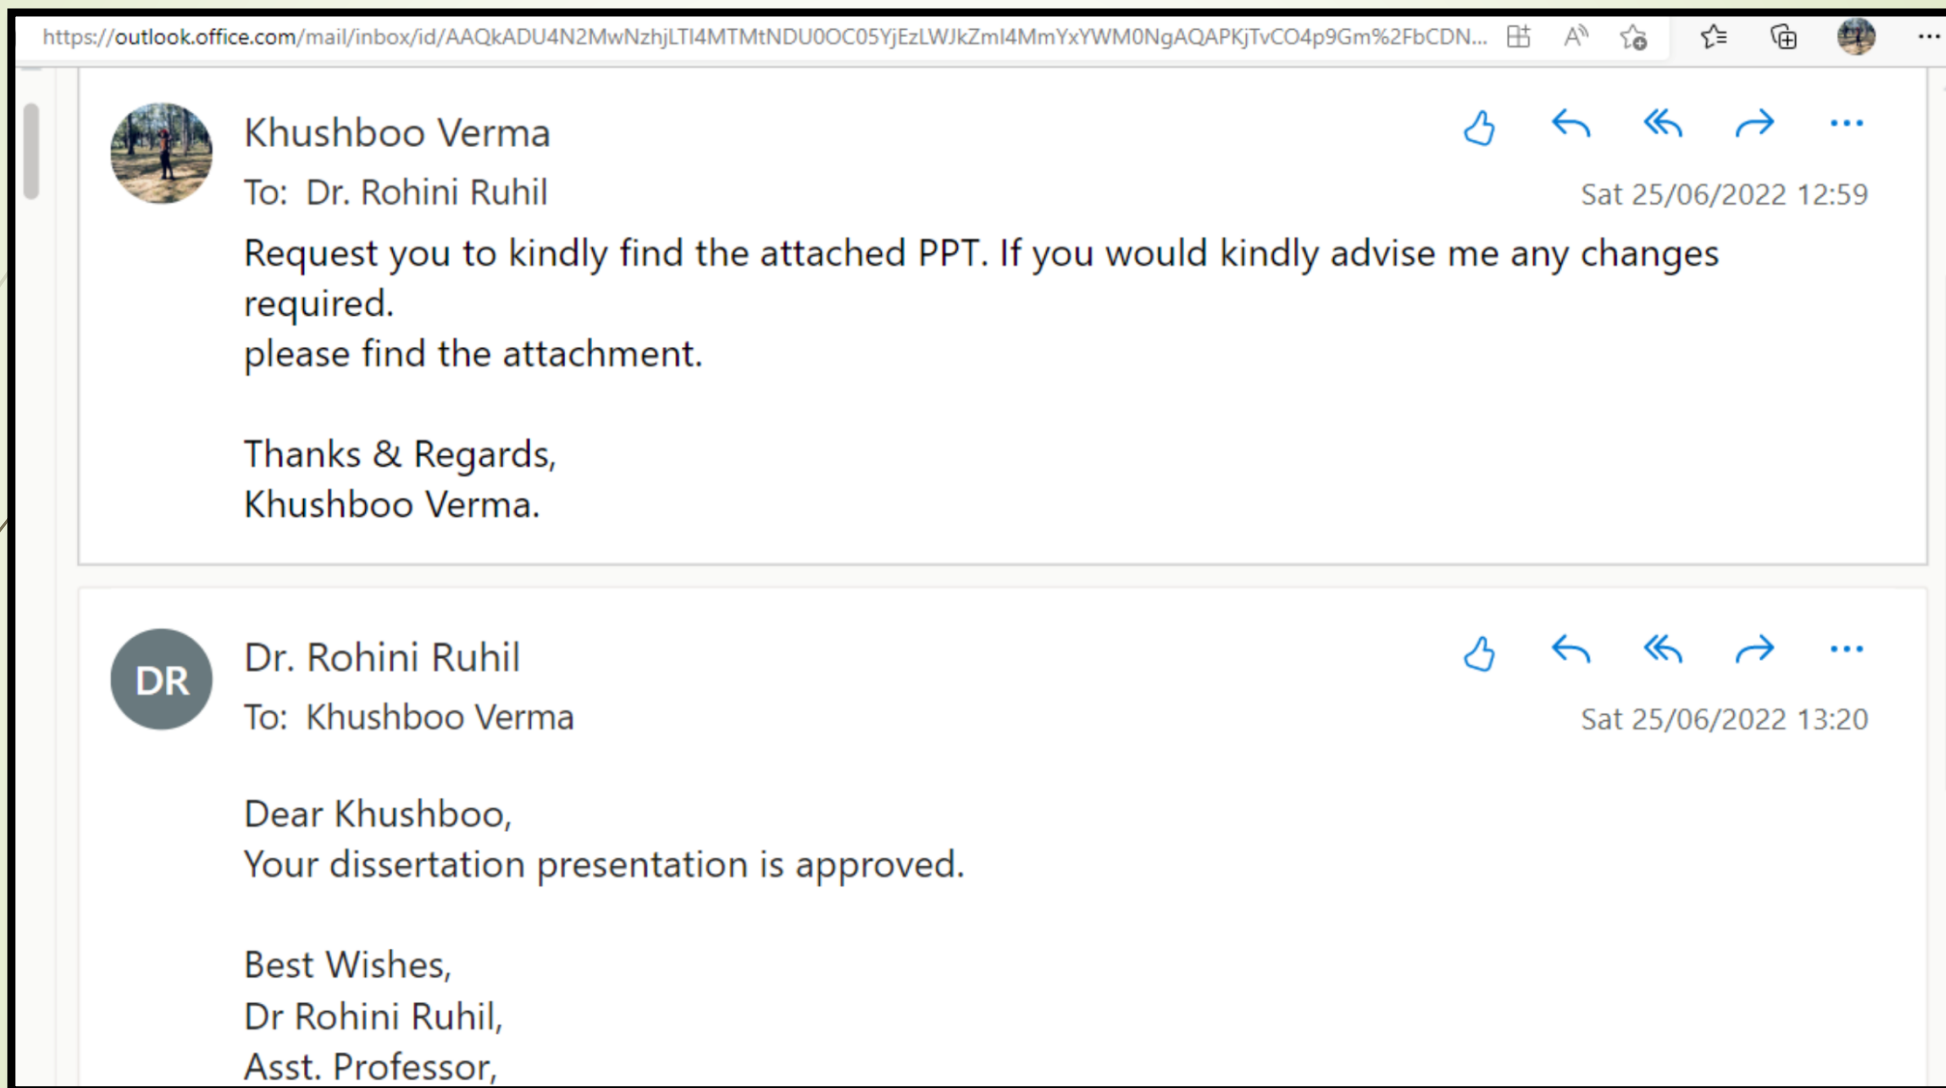 https://outlook.office.com/mail/inbox/id/AAQkADU4N2MwNzhjLTI4MTMtNDU0OC05YjEzLWJkZmI4MmYxYWM0NgAQAPKjTvCO4p9Gm%2FbCDN...
Khushboo Verma
To: Dr. Rohini Ruhil
Sat 25/06/2022 12:59
Request you to kindly find the attached PPT. If you would kindly advise me any changes
required.
please find the attachment.
Thanks & Regards,
Khushboo Verma.
DR
Dr. Rohini Ruhil
To: Khushboo Verma
Sat 25/06/2022 13:20
Dear Khushboo,
Your dissertation presentation is approved.
Best Wishes,
Dr Rohini Ruhil,
Asst. Professor,